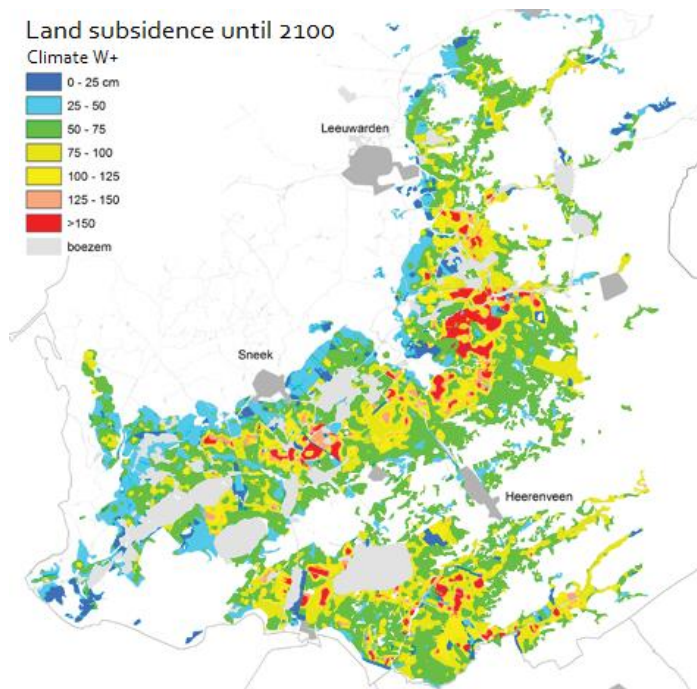 Land subsidence until 2100
Climate W+
0 - 25 cm
25 - 50
50 - 75
75 - 100
100 - 125
125 - 150
>150
boezem
Leeuwarden
Sneek
Heerenveen